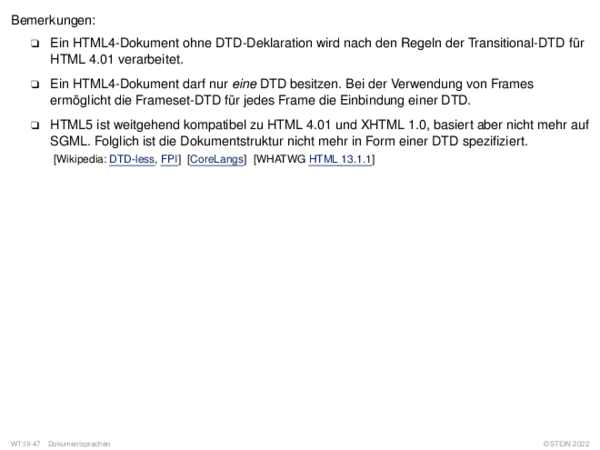 Bemerkungen:
❑ Ein HTML4-Dokument ohne DTD-Deklaration wird nach den Regeln der Transitional-DTD für
HTML 4.01 verarbeitet.
❑ Ein HTML4-Dokument darf nur eine DTD besitzen. Bei der Verwendung von Frames
ermöglicht die Frameset-DTD für jedes Frame die Einbindung einer DTD.
❑ HTML5 ist weitgehend kompatibel zu HTML 4.01 und XHTML 1.0, basiert aber nicht mehr auf
SGML. Folglich ist die Dokumentstruktur nicht mehr in Form einer DTD spezifiziert.
[Wikipedia: DTD-less, FPI] [CoreLangs] [WHATWG HTML 13.1.1]
WT:III-47 Dokumentsprachen ©STEIN 2022